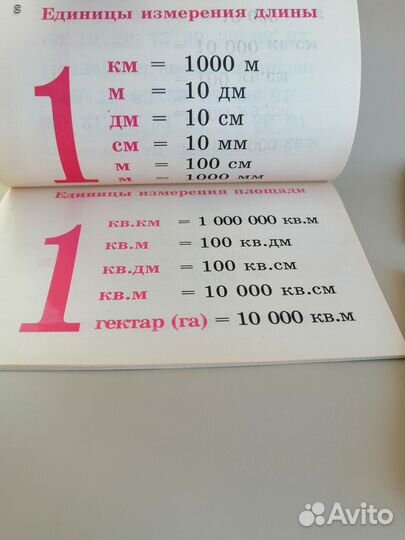 60
Единицы измерения длины
1
км = 1000 м
м = 10 дм
дм = 10 см
см = 10 мм
м = 100 см
м = 1000 мм
Единицы измерения площади
1
кв.км = 1 000 000 кв.м
кв.м = 100 кв.дм
кв.дм = 100 кв.см
кв.м = 10 000 кв.см
гектар (га) = 10 000 кв.м
Avito